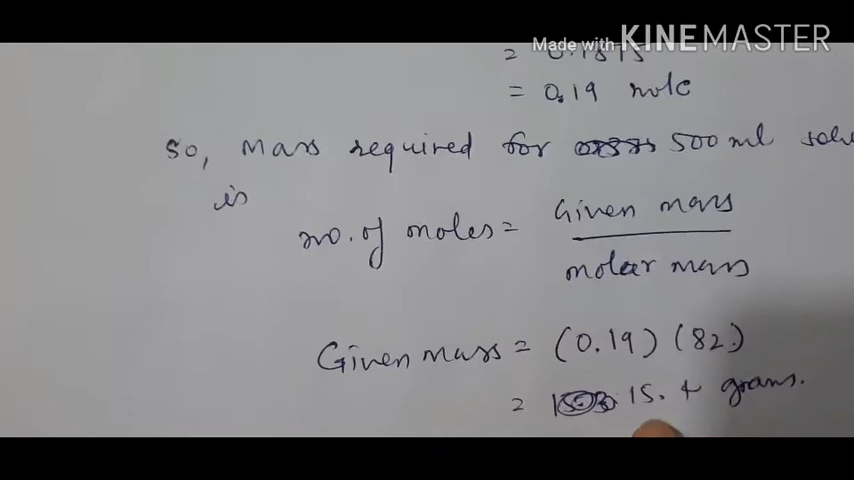 Made with KINEMASTER
=
= 0.19 mole
So, Mass required for 500 ml
is
no. of moles = Given mass
molar mass
Given mass = (0.19) (82.)
= 15. + grams.